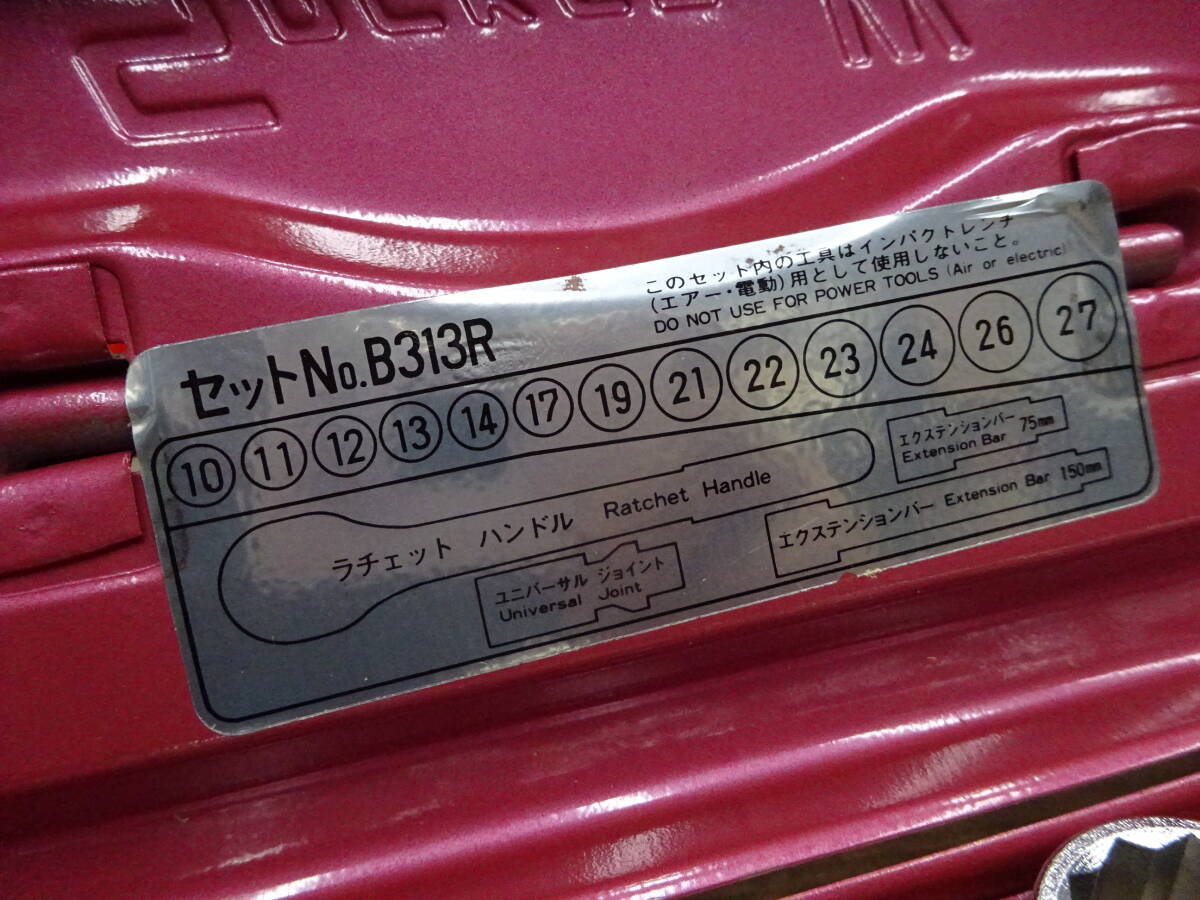 セットNo.B313R
このセット内の工具はインパクトレンチ
(エアー・電動)用として使用しないこと。
DO NOT USE FOR POWER TOOLS (Air or electric)
10 11 12 13 14 17 19 21 22 23 24 26 27
ラチェット ハンドル Ratchet Handle
エクステンションバー 75mm
Extension Bar
ユニバーサル ジョイント
Universal Joint
エクステンションバー Extension Bar 150mm